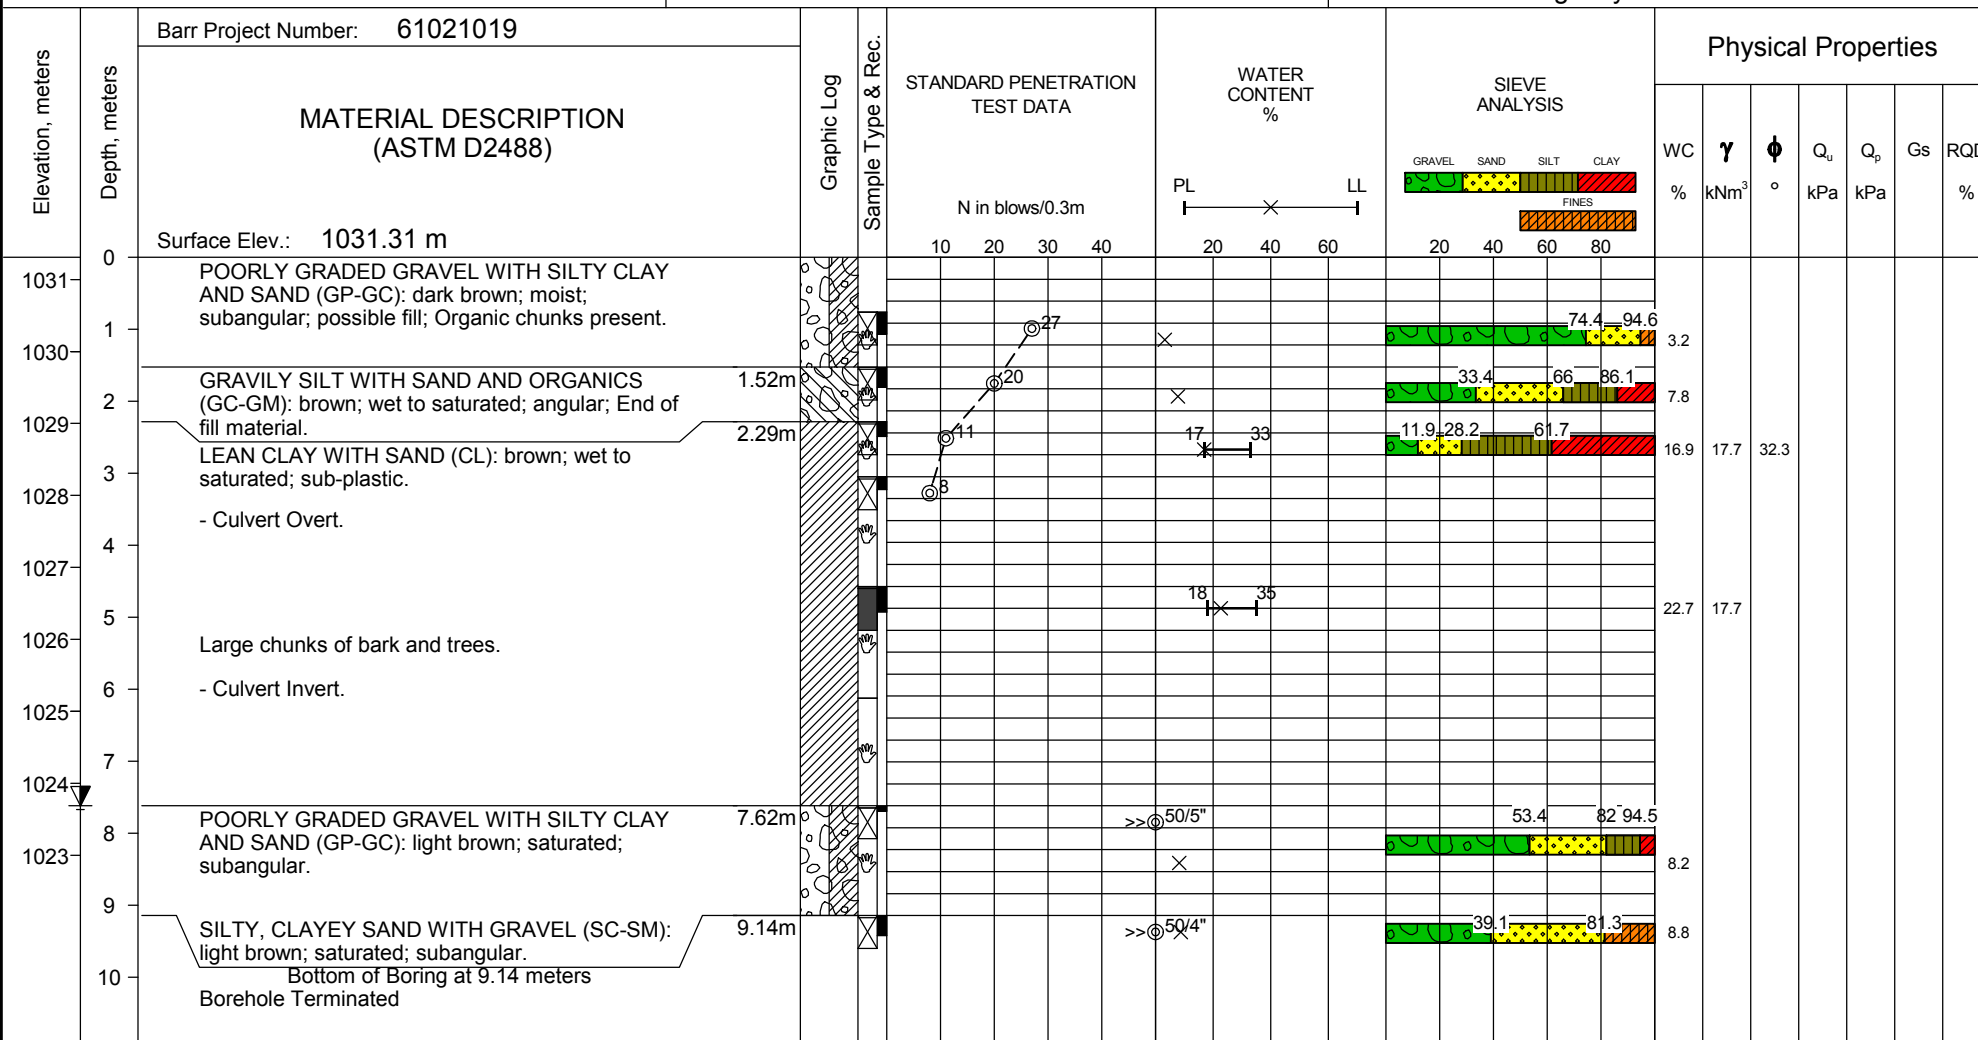 Barr Project Number: 61021019
Elevation, meters
Depth, meters
MATERIAL DESCRIPTION
(ASTM D2488)
Surface Elev.: 1031.31 m
Graphic Log
Sample Type & Rec.
STANDARD PENETRATION
TEST DATA
N in blows/0.3m
10 20 30 40
WATER
CONTENT
%
PL LL
20 40 60
SIEVE
ANALYSIS
GRAVEL SAND SILT CLAY
FINES
20 40 60 80
Physical Properties
WC γ ϕ Qu Qp Gs RQD
% kNm3 ° kPa kPa %
0
1031
POORLY GRADED GRAVEL WITH SILTY CLAY
AND SAND (GP-GC): dark brown; moist;
subangular; possible fill; Organic chunks present.
1
27
74.4 94.6
3.2
1030
GRAVILY SILT WITH SAND AND ORGANICS
(GC-GM): brown; wet to saturated; angular; End of
fill material.
1.52m
20
33.4 66 86.1
7.8
2
1029
2.29m
11
17 33
11.9 28.2 61.7
16.9 17.7 32.3
LEAN CLAY WITH SAND (CL): brown; wet to
saturated; sub-plastic.
3
8
1028
- Culvert Overt.
4
1027
18 35
22.7 17.7
5
1026
Large chunks of bark and trees.
6
- Culvert Invert.
1025
7
1024
POORLY GRADED GRAVEL WITH SILTY CLAY
AND SAND (GP-GC): light brown; saturated;
subangular.
7.62m
>> 50/5"
53.4 82 94.5
8
1023
8.2
9
SILTY, CLAYEY SAND WITH GRAVEL (SC-SM):
light brown; saturated; subangular.
9.14m
>> 50/4"
39.1 81.3
8.8
10
Bottom of Boring at 9.14 meters
Borehole Terminated